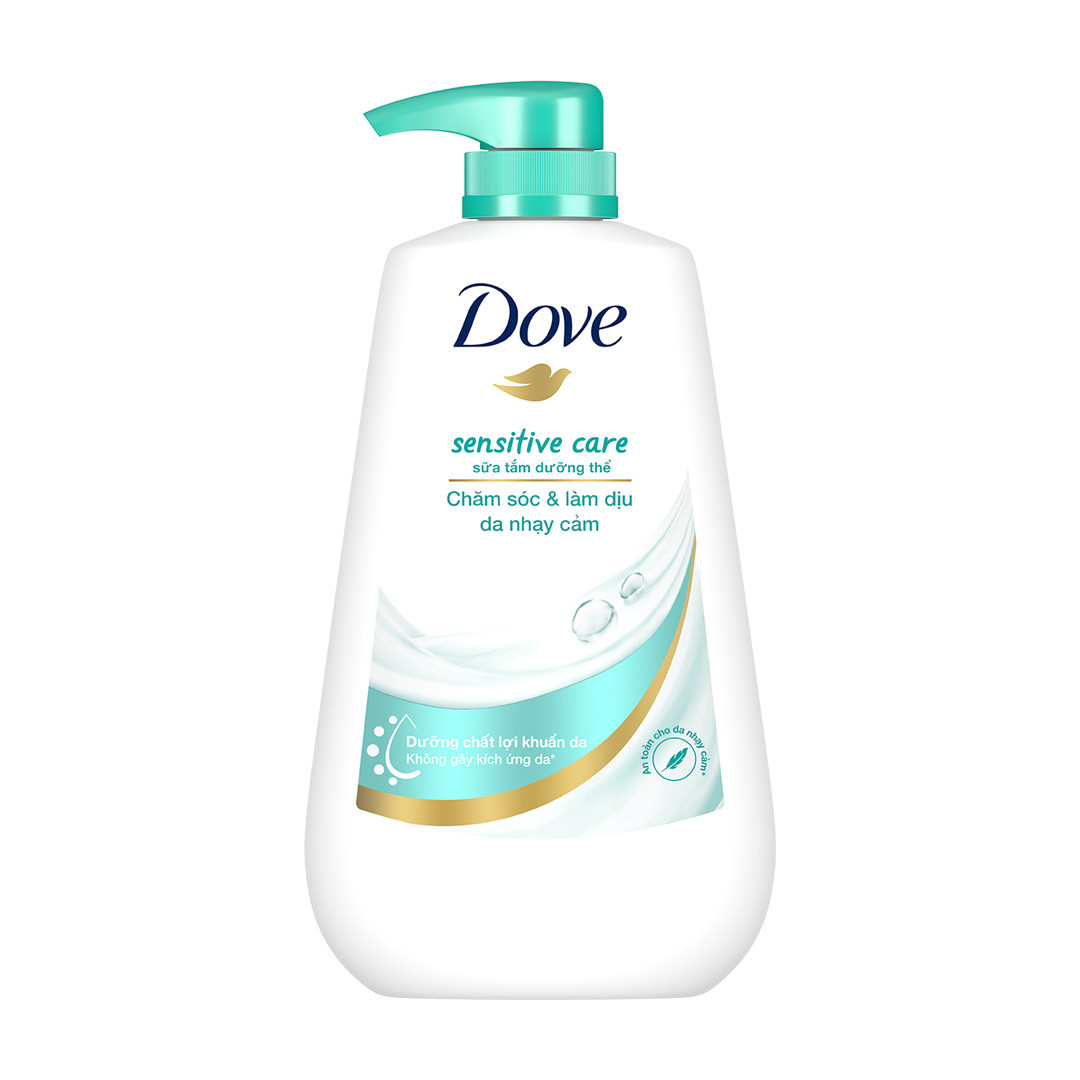 Dove
sensitive care
sữa tắm dưỡng thể
Chăm sóc & làm dịu
da nhạy cảm
Dưỡng chất lợi khuẩn da
Không gây kích ứng da*
An toàn cho da nhạy cảm*